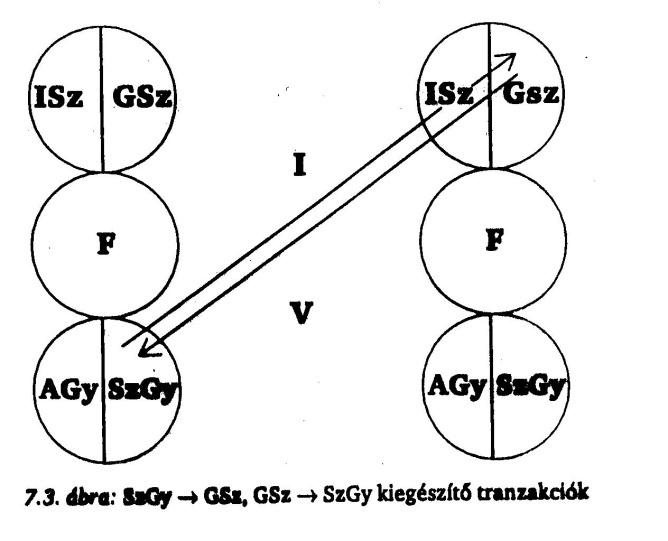 ISz GSz ISz Gsz
I
F F
V
AGy SzGy AGy SzGy
7.3. ábra: SzGy → GSz, GSz → SzGy kiegészítő tranzakciók